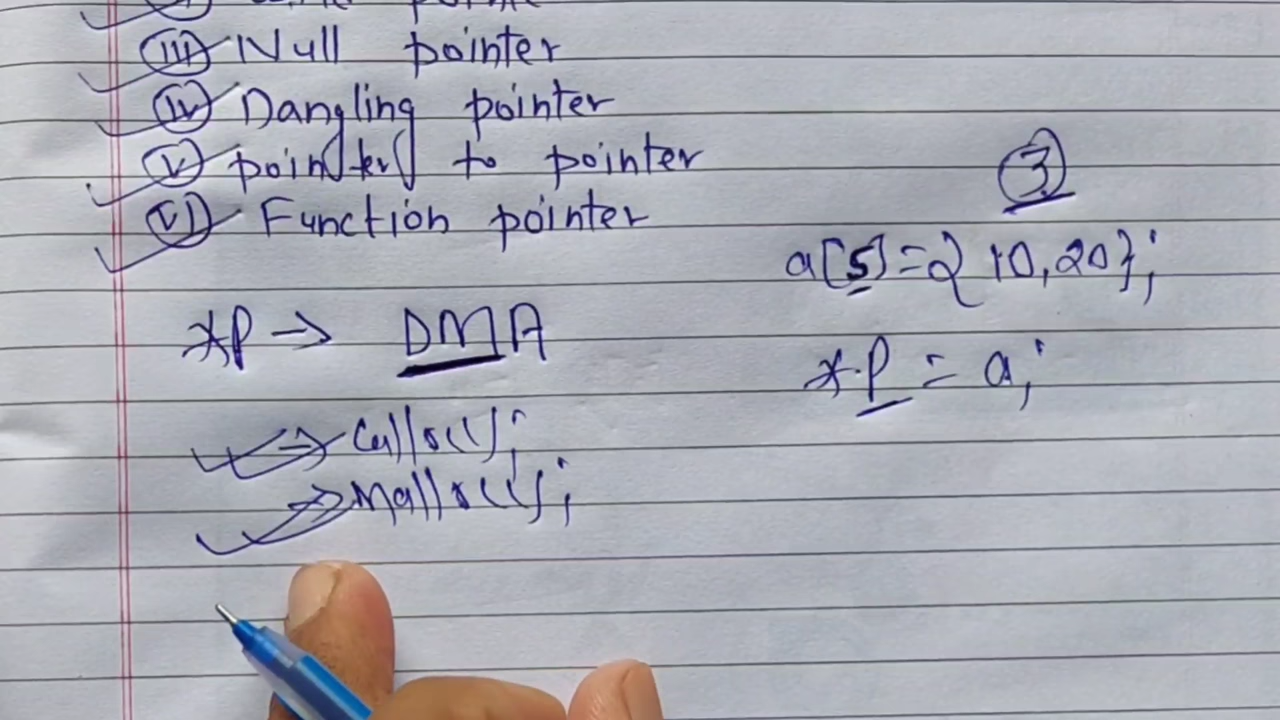 (iii) Null pointer
(iv) Dangling pointer
(v) pointer to pointer
(vi) Function pointer
*P → DMA
⇒ Calloc();
⇒ Malloc();
③
a[5]={10,20};
*P = a;